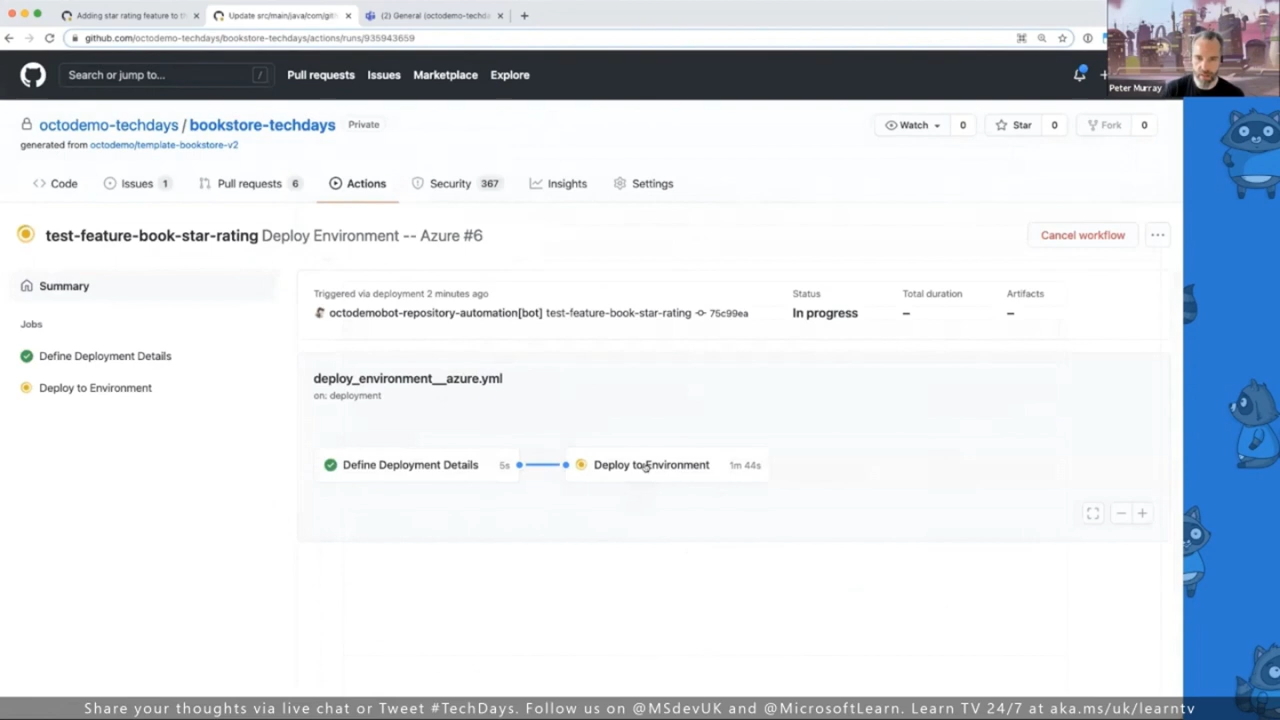 Adding star rating feature to th
Update src/main/java/com/gith
(2) General (octodemo-techda
github.com/octodemo-techdays/bookstore-techdays/actions/runs/935943659
Search or jump to...
/
Pull requests
Issues
Marketplace
Explore
Peter Murray
octodemo-techdays / bookstore-techdays
Private
generated from octodemo/template-bookstore-v2
Watch
0
Star
0
Fork
0
Code
Issues 1
Pull requests 6
Actions
Security 367
Insights
Settings
test-feature-book-star-rating Deploy Environment -- Azure #6
Cancel workflow
Summary
Jobs
Define Deployment Details
Deploy to Environment
Triggered via deployment 2 minutes ago
octodemobot-repository-automation[bot] test-feature-book-star-rating 75c99ea
Status
In progress
Total duration
–
Artifacts
–
deploy_environment__azure.yml
on: deployment
Define Deployment Details 5s
Deploy to Environment 1m 44s
Share your thoughts via live chat or Tweet #TechDays. Follow us on @MSdevUK and @MicrosoftLearn. Learn TV 24/7 at aka.ms/uk/learntv